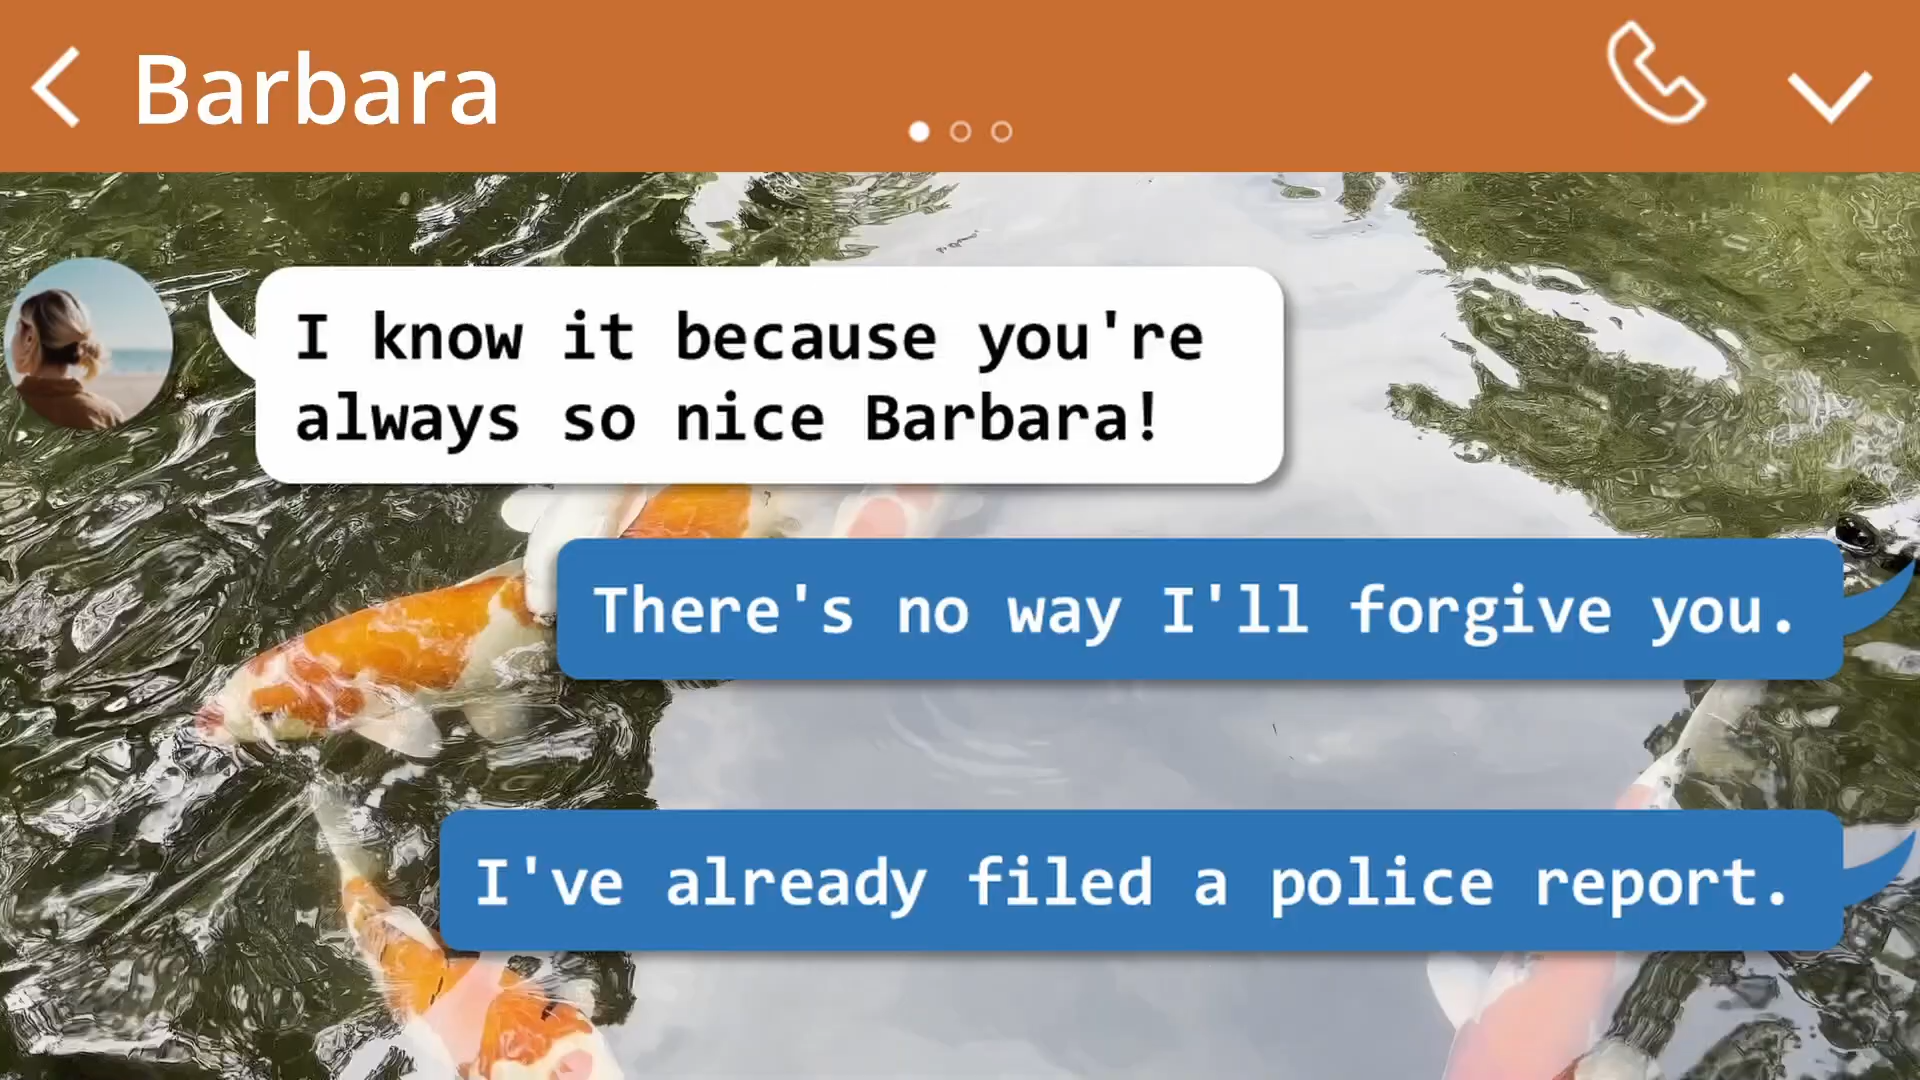 Barbara
I know it because you're
always so nice Barbara!
There's no way I'll forgive you.
I've already filed a police report.